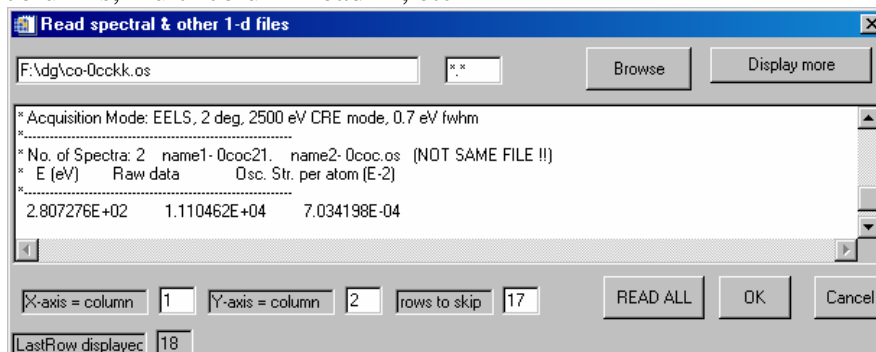 Read spectral & other 1-d files
F:\dg\co-0cckk.os *.* Browse Display more
* Acquisition Mode: EELS, 2 deg, 2500 eV CRE mode, 0.7 eV fwhm
*------------------------------------------------------------
* No. of Spectra: 2 name1- 0coc21. name2- 0coc.os (NOT SAME FILE !!)
* E (eV) Raw data Osc. Str. per atom (E-2)
*------------------------------------------------------------
2.807276E+02 1.110462E+04 7.034198E-04
X-axis = column 1 Y-axis = column 2 rows to skip 17 READ ALL OK Cancel
LastRow displayec 18